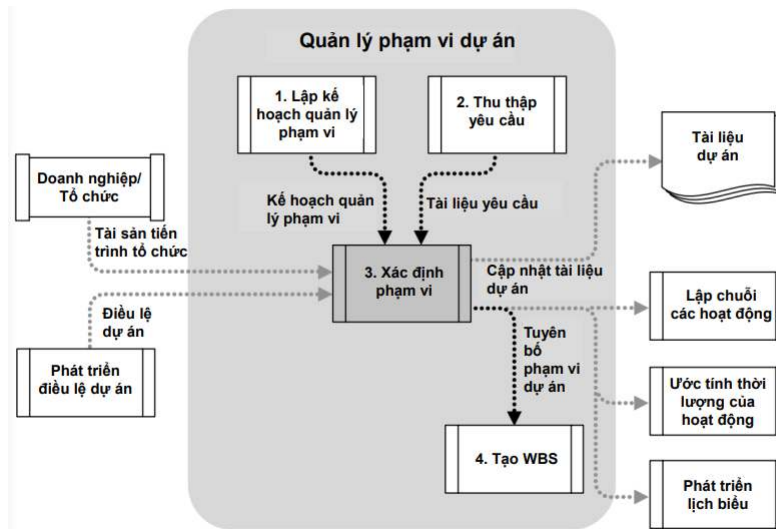 Quản lý phạm vi dự án
1. Lập kế
hoạch quản lý
phạm vi
2. Thu thập
yêu cầu
Tài liệu
dự án
Doanh nghiệp/
Tổ chức
Kế hoạch quản
lý phạm vi
Tài liệu yêu cầu
Tài sản tiến
trình tổ chức
3. Xác định
phạm vi
Cập nhật tài liệu
dự án
Lập chuỗi
các hoạt động
Điều lệ
dự án
Tuyên
bố
phạm vi
dự án
Phát triển
điều lệ dự án
Ước tính thời
lượng của
hoạt động
4. Tạo WBS
Phát triển
lịch biểu